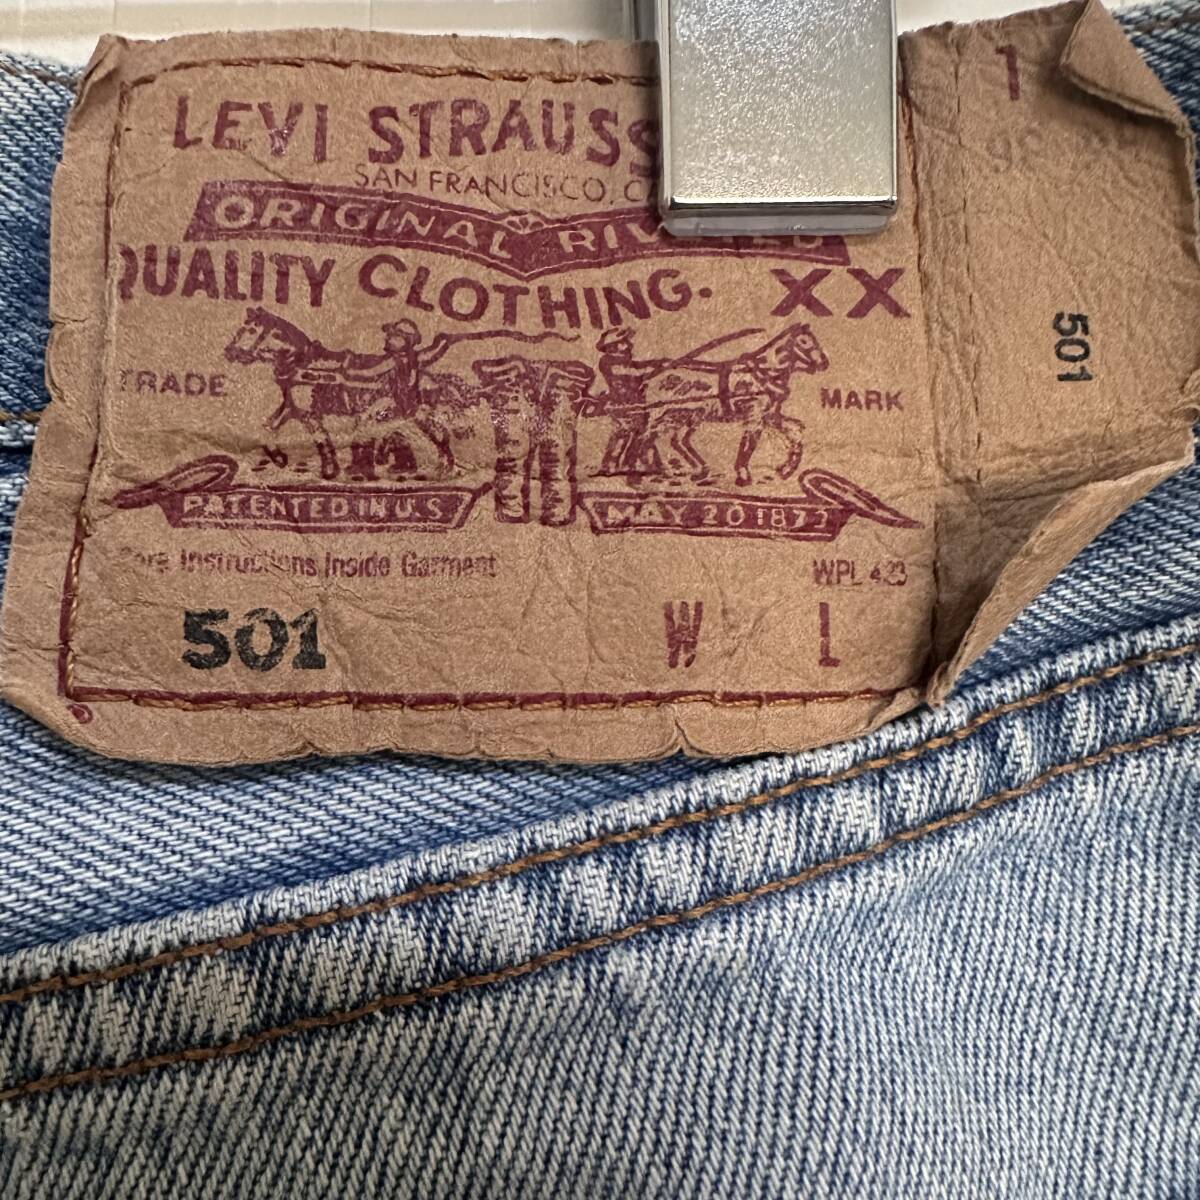 LEVI STRAUSS
SAN FRANCISCO, C
ORIGINAL RIVETED
QUALITY CLOTHING. XX
TRADE MARK
PATENTED IN U.S. MAY 20 1873
Care Instructions Inside Garment WPL 423
501 W L
®
1
501